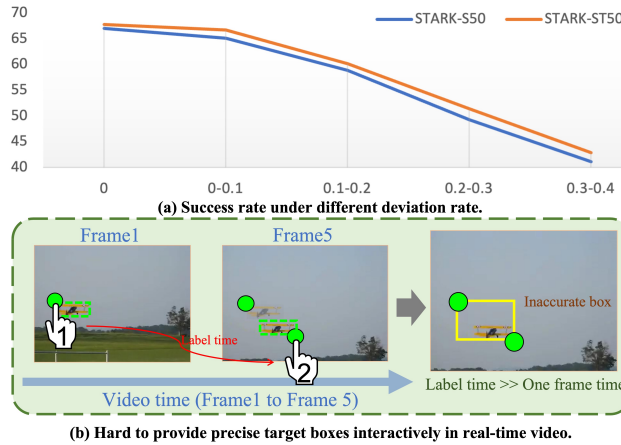 STARK-S50 STARK-ST50
70
65
60
55
50
45
40
0 0-0.1 0.1-0.2 0.2-0.3 0.3-0.4
(a) Success rate under different deviation rate.
Frame1 Frame5
1
Label time
2
Inaccurate box
Video time (Frame1 to Frame 5)
Label time >> One frame time
(b) Hard to provide precise target boxes interactively in real-time video.